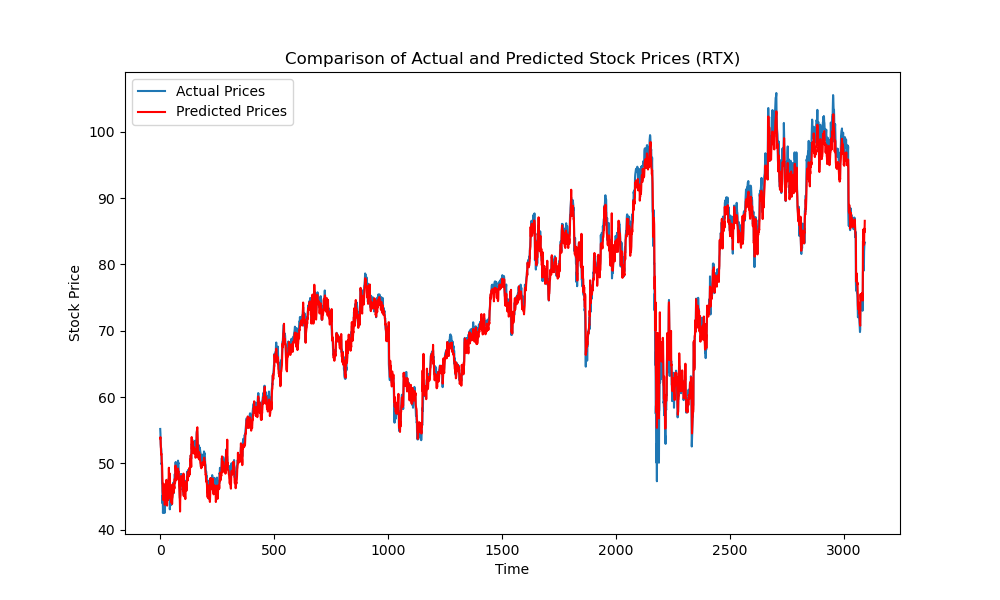 Comparison of Actual and Predicted Stock Prices (RTX)
Actual Prices
Predicted Prices
100
90
80
70
60
50
40
Stock Price
0 500 1000 1500 2000 2500 3000
Time